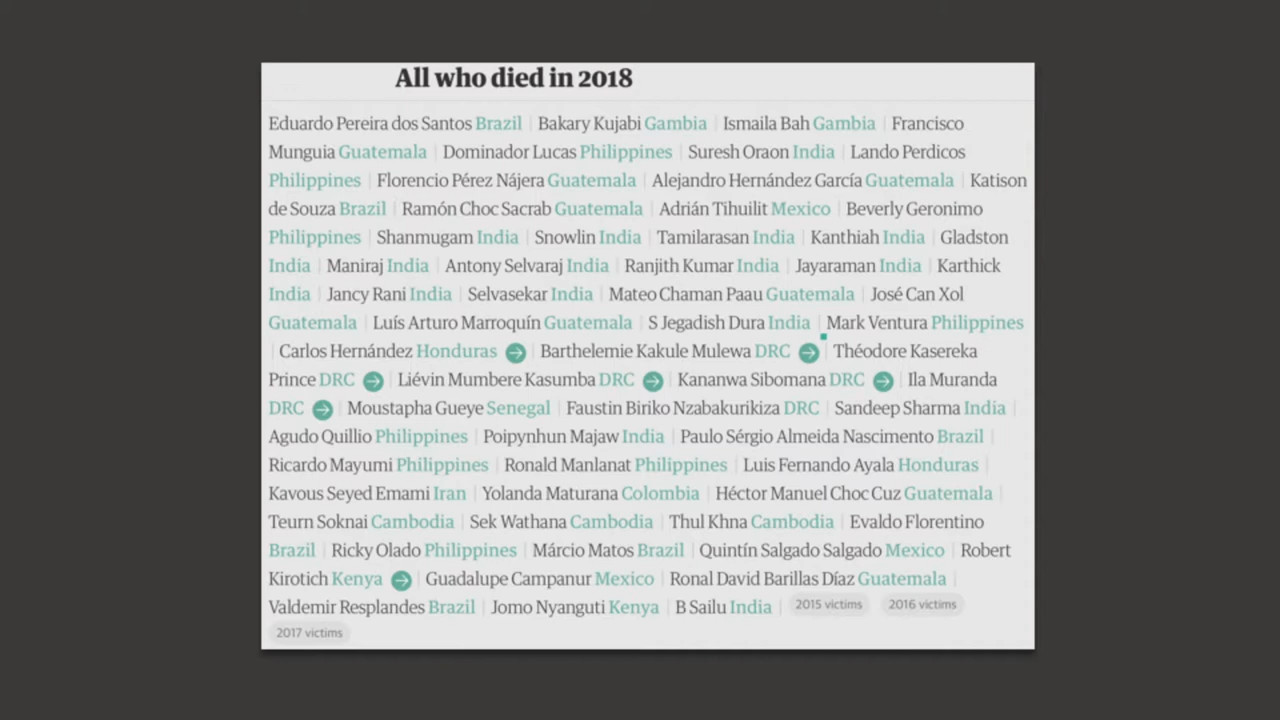 All who died in 2018
Eduardo Pereira dos Santos Brazil | Bakary Kujabi Gambia | Ismaila Bah Gambia | Francisco
Munguia Guatemala | Dominador Lucas Philippines | Suresh Oraon India | Lando Perdicos
Philippines | Florencio Pérez Nájera Guatemala | Alejandro Hernández García Guatemala | Katison
de Souza Brazil | Ramón Choc Sacrab Guatemala | Adrián Tihuilit Mexico | Beverly Geronimo
Philippines | Shanmugam India | Snowlin India | Tamilarasan India | Kanthiah India | Gladston
India | Maniraj India | Antony Selvaraj India | Ranjith Kumar India | Jayaraman India | Karthick
India | Jancy Rani India | Selvasekar India | Mateo Chaman Paau Guatemala | José Can Xol
Guatemala | Luís Arturo Marroquín Guatemala | S Jegadish Dura India | Mark Ventura Philippines
| Carlos Hernández Honduras → | Barthelemie Kakule Mulewa DRC → | Théodore Kasereka
Prince DRC → | Liévin Mumbere Kasumba DRC → | Kananwa Sibomana DRC → | Ila Muranda
DRC → | Moustapha Gueye Senegal | Faustin Biriko Nzabakurikiza DRC | Sandeep Sharma India |
Agudo Quillio Philippines | Poipynhun Majaw India | Paulo Sérgio Almeida Nascimento Brazil |
Ricardo Mayumi Philippines | Ronald Manlanat Philippines | Luis Fernando Ayala Honduras |
Kavous Seyed Emami Iran | Yolanda Maturana Colombia | Héctor Manuel Choc Cuz Guatemala |
Teurn Soknai Cambodia | Sek Wathana Cambodia | Thul Khna Cambodia | Evaldo Florentino
Brazil | Ricky Olado Philippines | Márcio Matos Brazil | Quintín Salgado Salgado Mexico | Robert
Kirotich Kenya → | Guadalupe Campanur Mexico | Ronal David Barillas Díaz Guatemala |
Valdemir Resplandes Brazil | Jomo Nyanguti Kenya | B Sailu India | 2015 victims 2016 victims
2017 victims